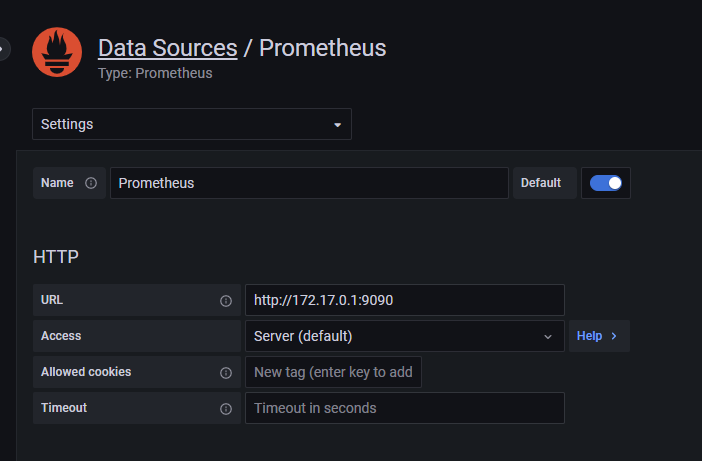 Data Sources / Prometheus
Type: Prometheus
Settings
Name Prometheus Default
HTTP
URL http://172.17.0.1:9090
Access Server (default) Help
Allowed cookies New tag (enter key to add
Timeout Timeout in seconds